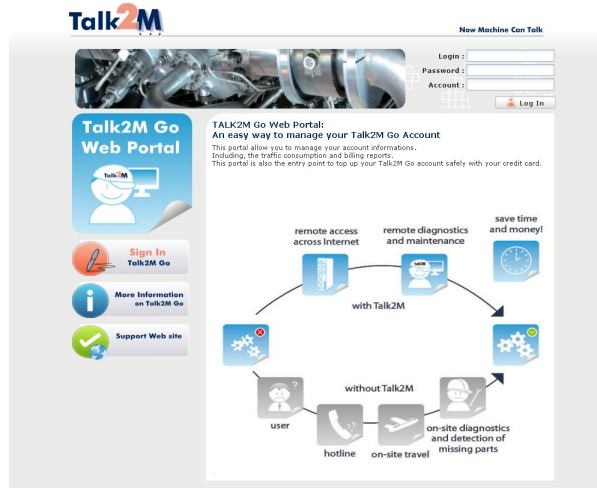 Talk2M
Now Machine Can Talk
Login :
Password :
Account :
Log In
Talk2M Go
Web Portal
Talk2M
Sign In
Talk2M Go
More Information
on Talk2M Go
Support Web site
TALK2M Go Web Portal:
An easy way to manage your Talk2M Go Account
This portal allow you to manage your account informations.
Including, the traffic consumption and billing reports.
This portal is also the entry point to top up your Talk2M Go account safely with your credit card.
remote access
across Internet
remote diagnostics
and maintenance
save time
and money!
with Talk2M
without Talk2M
?
user
??
hotline
on-site travel
on-site diagnostics
and detection of
missing parts